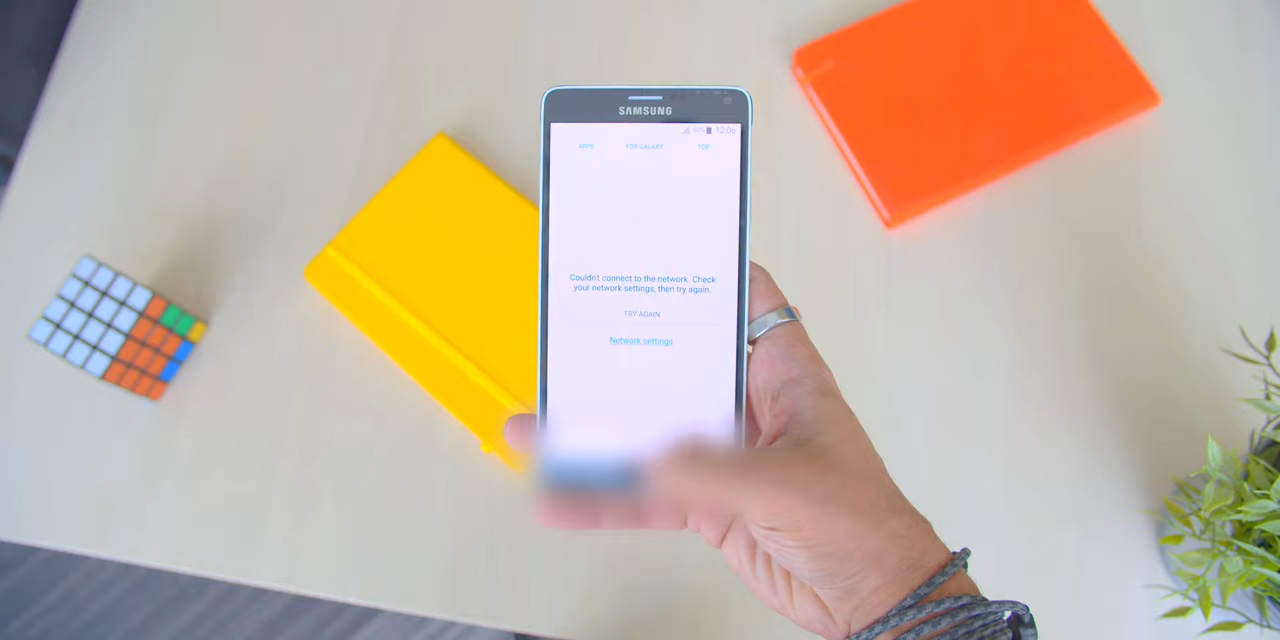 SAMSUNG
12:06
APPS FOR GALAXY TOP
Couldn't connect to the network. Check
your network settings, then try again.
TRY AGAIN
Network settings